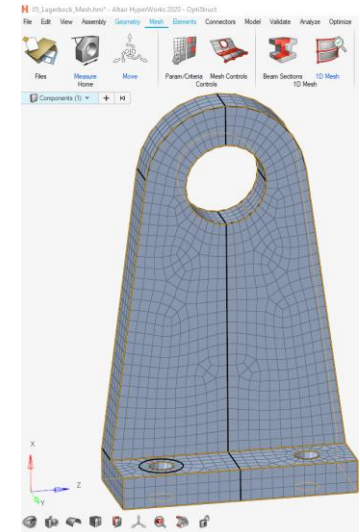 05_Lagerbock_Mesh.hm* - Altair HyperWorks 2020 - OptiStruct
File Edit View Assembly Geometry Mesh Elements Connectors Model Validate Analyze Optimize
Files Measure Move Param/Criteria Mesh Controls Beam Sections 1D Mesh
Home Controls 1D Mesh
Components (1)
X
Z
Y